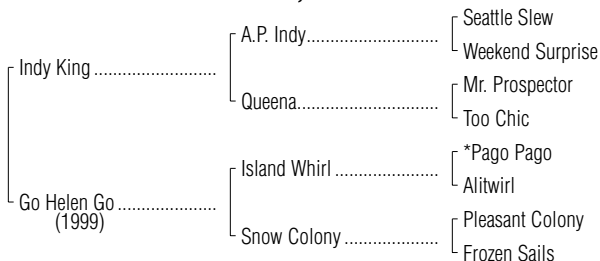 Seattle Slew
A.P. Indy
Weekend Surprise
Indy King
Mr. Prospector
Queena
Too Chic
*Pago Pago
Island Whirl
Alitwirl
Go Helen Go
(1999)
Pleasant Colony
Snow Colony
Frozen Sails